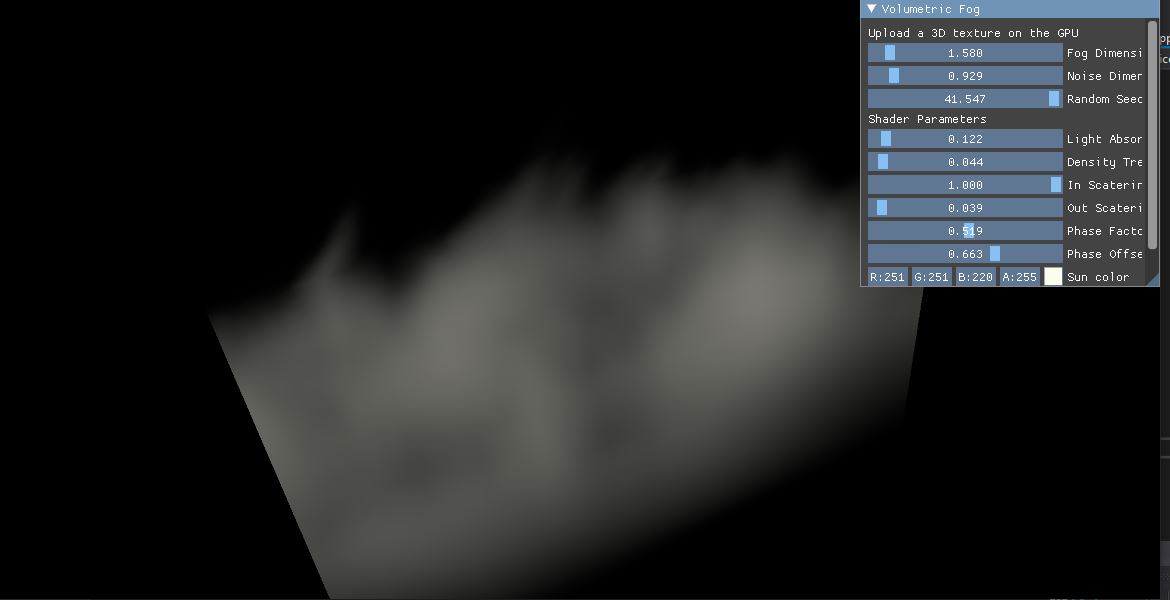 Volumetric Fog
Upload a 3D texture on the GPU
1.580 Fog Dimensi
0.929 Noise Dimer
41.547 Random Seec
Shader Parameters
0.122 Light Absor
0.044 Density Tre
1.000 In Scaterin
0.039 Out Scateri
0.519 Phase Facto
0.663 Phase Offse
R:251 G:251 B:220 A:255 Sun color